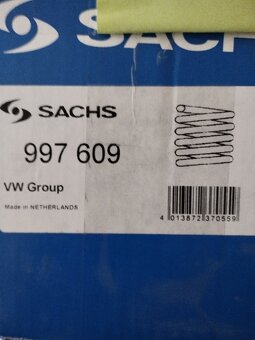 SACHS
SACHS
997 609
VW Group
Made in NETHERLANDS
4 013872 370559